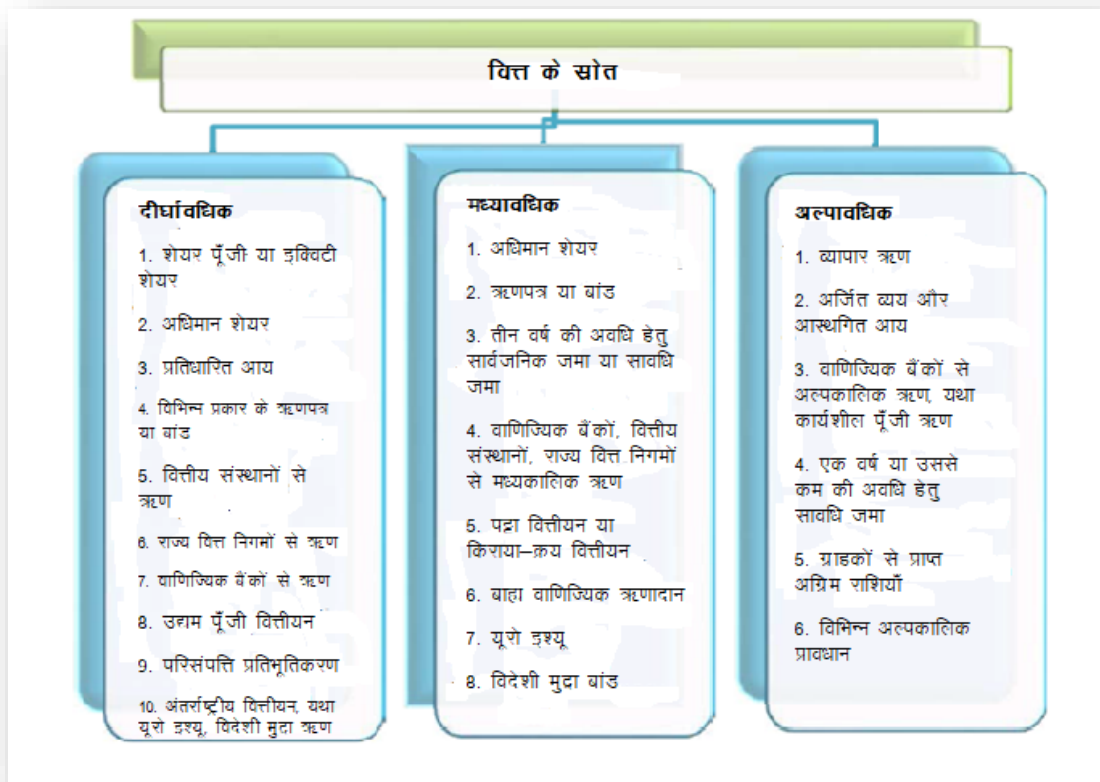 वित्त के स्रोत
दीर्घावधिक
1. शेयर पूँजी या इक्विटी
शेयर
2. अधिमान शेयर
3. प्रतिधारित आय
4. विभिन्न प्रकार के ऋणपत्र
या बांड
5. वित्तीय संस्थानों से
ऋण
6. राज्य वित्त निगमों से ऋण
7. वाणिज्यिक बैंकों से ऋण
8. उद्यम पूँजी वित्तीयन
9. परिसंपत्ति प्रतिभूतिकरण
10. अंतर्राष्ट्रीय वित्तीयन, यथा
यूरो इश्यू, विदेशी मुद्रा ऋण
मध्यावधिक
1. अधिमान शेयर
2. ऋणपत्र या बांड
3. तीन वर्ष की अवधि हेतु
सार्वजनिक जमा या सावधि
जमा
4. वाणिज्यिक बैंकों, वित्तीय
संस्थानों, राज्य वित्त निगमों
से मध्यकालिक ऋण
5. पट्टा वित्तीयन या
किराया–क्रय वित्तीयन
6. बाह्य वाणिज्यिक ऋणादान
7. यूरो इश्यू
8. विदेशी मुद्रा बांड
अल्पावधिक
1. व्यापार ऋण
2. अर्जित व्यय और
आस्थगित आय
3. वाणिज्यिक बैंकों से
अल्पकालिक ऋण, यथा
कार्यशील पूँजी ऋण
4. एक वर्ष या उससे
कम की अवधि हेतु
सावधि जमा
5. ग्राहकों से प्राप्त
अग्रिम राशियाँ
6. विभिन्न अल्पकालिक
प्रावधान